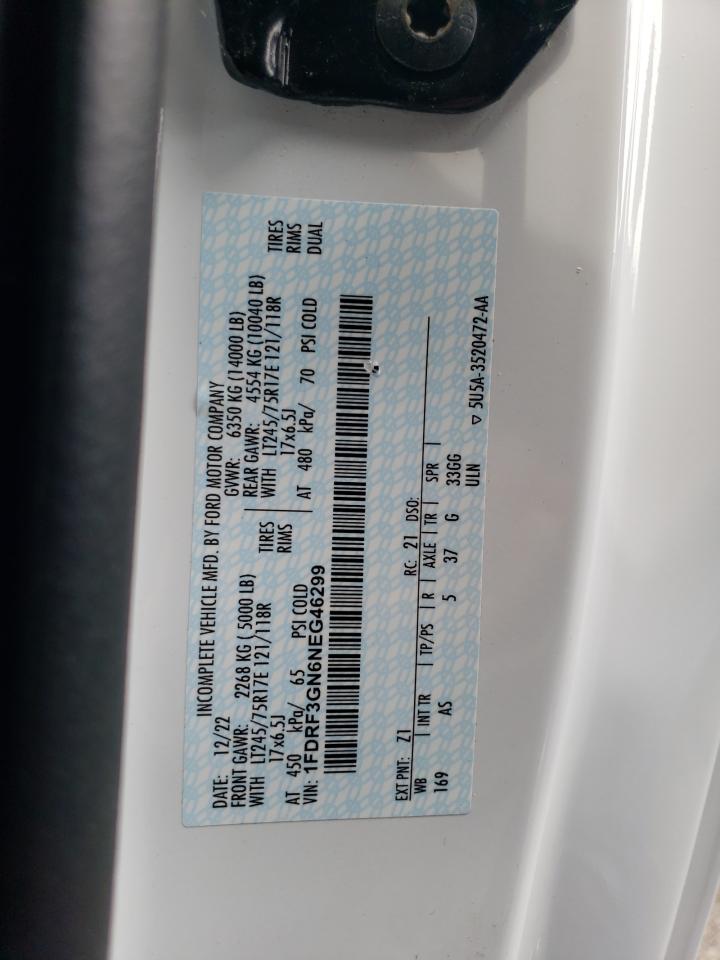 INCOMPLETE VEHICLE MFD. BY FORD MOTOR COMPANY
DATE: 12/22 GVWR: 6350 KG (14000 LB)
FRONT GAWR: 2268 KG ( 5000 LB) REAR GAWR: 4554 KG (10040 LB)
WITH LT245/75R17E 121/118R TIRES WITH LT245/75R17E 121/118R TIRES
17x6.5J RIMS 17x6.5J RIMS
AT 450 kPa/ 65 PSI COLD AT 480 kPa/ 70 PSI COLD DUAL
VIN: 1FDRF3GN6NEG46299
EXT PNT: Z1 RC: 21 DSO:
WB INT TR TP/PS R AXLE TR SPR
169 AS 5 37 G 33GG
ULN
▽ 5U5A-3520472-AA